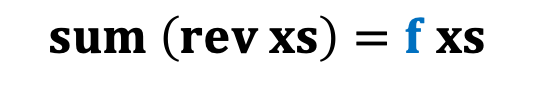 sum (rev xs) = f xs